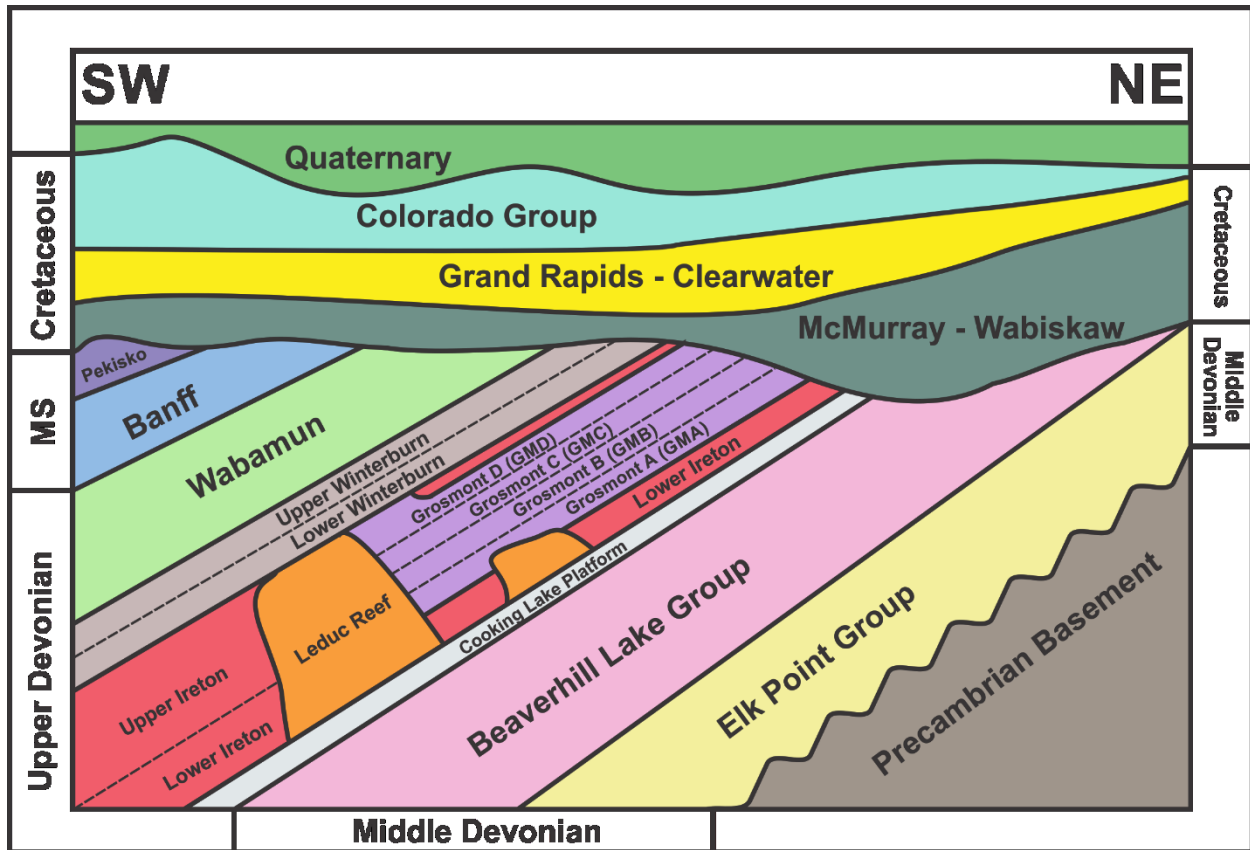 SW
NE
Quaternary
Colorado Group
Grand Rapids - Clearwater
McMurray - Wabiskaw
Pekisko
Banff
Wabamun
Upper Winterburn
Lower Winterburn
Grosmont D (GMD)
Grosmont C (GMC)
Grosmont B (GMB)
Grosmont A (GMA)
Lower Ireton
Leduc Reef
Cooking Lake Platform
Upper Ireton
Lower Ireton
Beaverhill Lake Group
Elk Point Group
Precambrian Basement
Cretaceous
MS
Upper Devonian
Middle Devonian
Cretaceous
Middle
Devonian